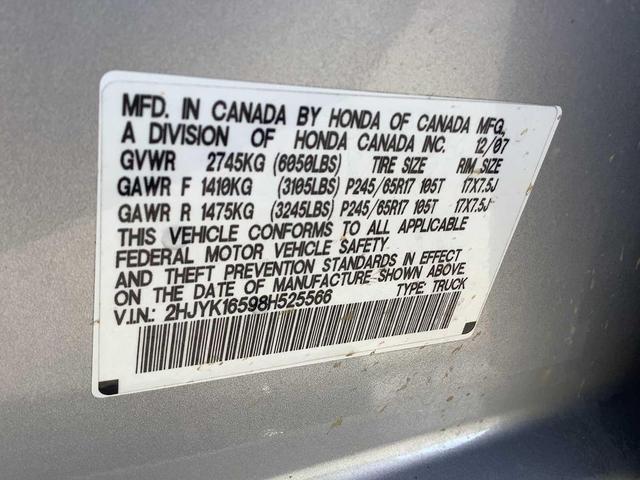 MFD. IN CANADA BY HONDA OF CANADA MFG.,
A DIVISION OF HONDA CANADA INC. 12/07
GVWR 2745KG (6050LBS) TIRE SIZE RIM SIZE
GAWR F 1410KG (3105LBS) P245/65R17 105T 17X7.5J
GAWR R 1475KG (3245LBS) P245/65R17 105T 17X7.5J
THIS VEHICLE CONFORMS TO ALL APPLICABLE
FEDERAL MOTOR VEHICLE SAFETY
AND THEFT PREVENTION STANDARDS IN EFFECT
ON THE DATE OF MANUFACTURE SHOWN ABOVE
V.I.N.: 2HJYK16598H525566 TYPE: TRUCK